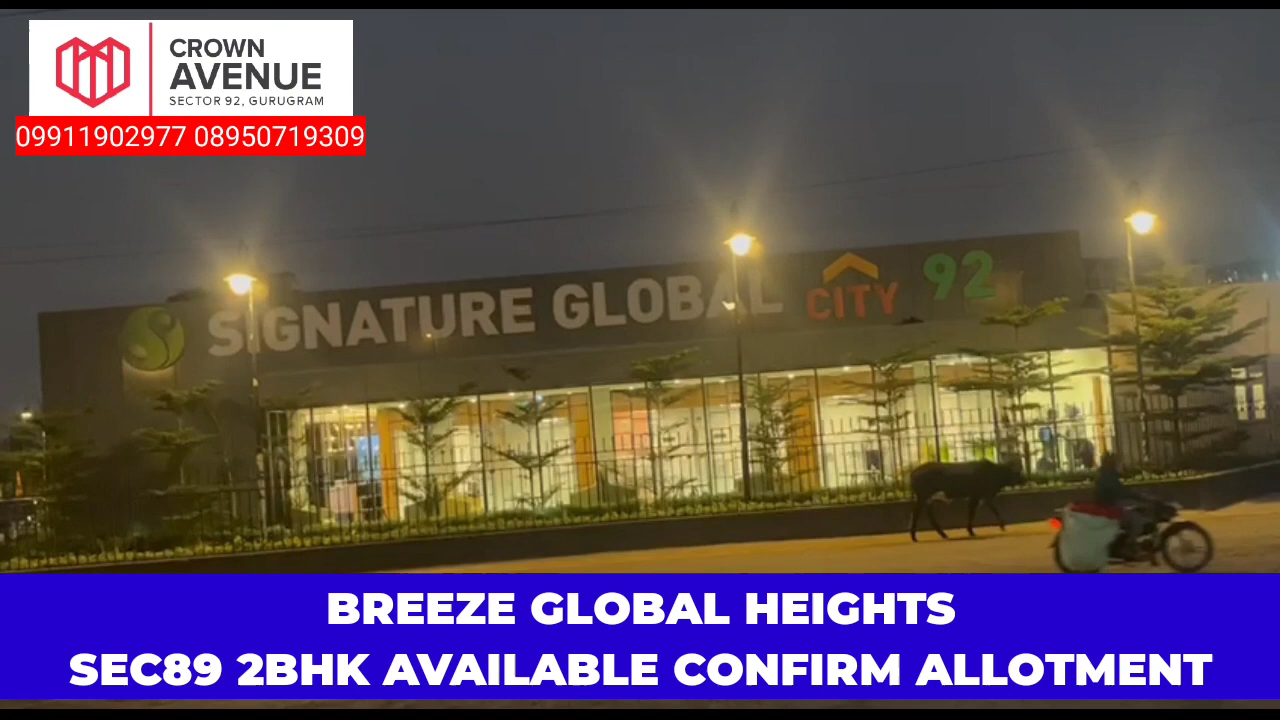 CROWN
AVENUE
SECTOR 92, GURUGRAM
09911902977 08950719309
SIGNATURE GLOBAL CITY 92
BREEZE GLOBAL HEIGHTS
SEC89 2BHK AVAILABLE CONFIRM ALLOTMENT